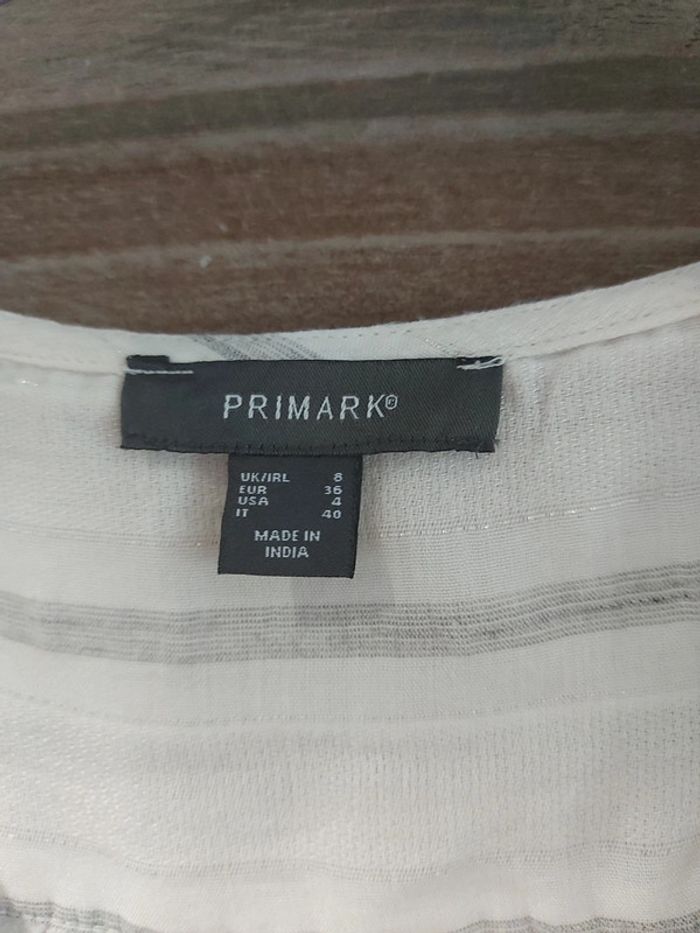 PRIMARK®
UK/IRL 8
EUR 36
USA 4
IT 40
MADE IN
INDIA